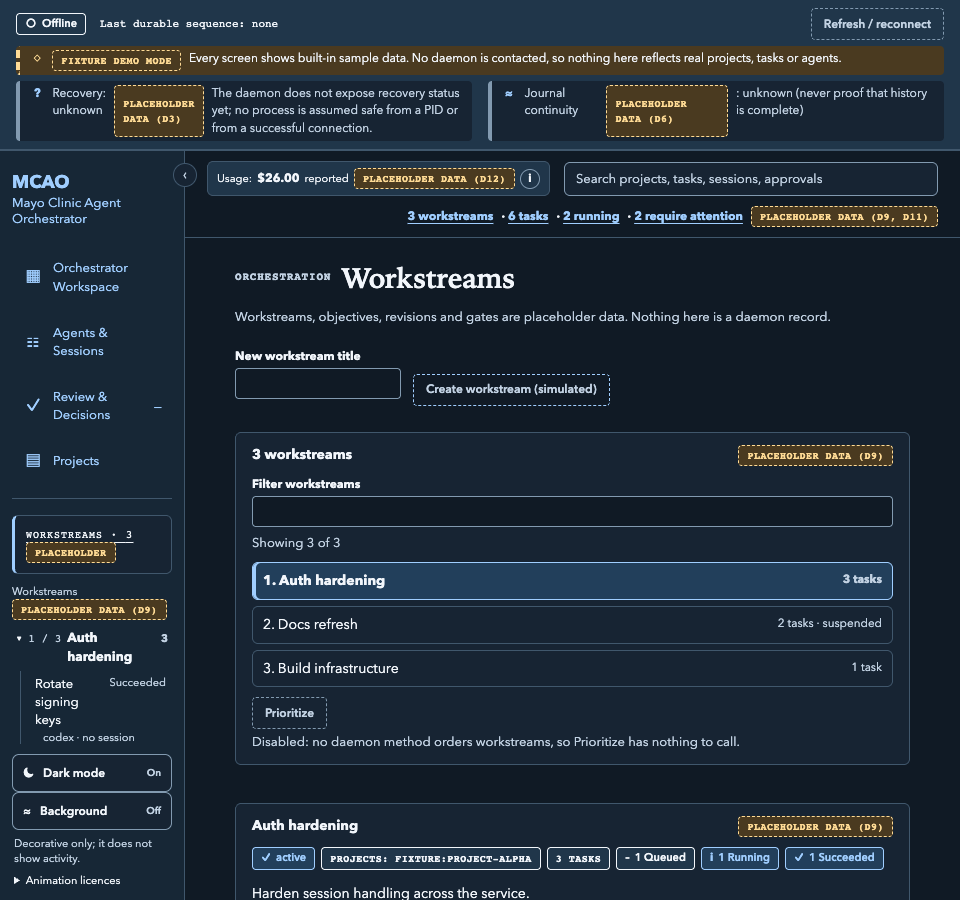 Offline
Last durable sequence: none
Refresh / reconnect
FIXTURE DEMO MODE
Every screen shows built-in sample data. No daemon is contacted, so nothing here reflects real projects, tasks or agents.
?
Recovery:
unknown
PLACEHOLDER
DATA (D3)
The daemon does not expose recovery status
yet; no process is assumed safe from a PID or
from a successful connection.
≈
Journal
continuity
PLACEHOLDER
DATA (D6)
: unknown (never proof that history
is complete)
MCAO
Mayo Clinic Agent
Orchestrator
Usage: $26.00 reported
PLACEHOLDER DATA (D12)
i
Search projects, tasks, sessions, approvals
3 workstreams · 6 tasks · 2 running · 2 require attention
PLACEHOLDER DATA (D9, D11)
Orchestrator
Workspace
Agents &
Sessions
Review &
Decisions
–
Projects
WORKSTREAMS · 3
PLACEHOLDER
Workstreams
PLACEHOLDER DATA (D9)
▾ 1 / 3 Auth
hardening
3
Rotate
signing
keys
Succeeded
codex · no session
Dark mode
On
≈ Background
Off
Decorative only; it does not
show activity.
▶ Animation licences
ORCHESTRATION
Workstreams
Workstreams, objectives, revisions and gates are placeholder data. Nothing here is a daemon record.
New workstream title
Create workstream (simulated)
3 workstreams
PLACEHOLDER DATA (D9)
Filter workstreams
Showing 3 of 3
1. Auth hardening
3 tasks
2. Docs refresh
2 tasks · suspended
3. Build infrastructure
1 task
Prioritize
Disabled: no daemon method orders workstreams, so Prioritize has nothing to call.
Auth hardening
PLACEHOLDER DATA (D9)
✓ active
PROJECTS: FIXTURE:PROJECT-ALPHA
3 TASKS
– 1 Queued
i 1 Running
✓ 1 Succeeded
Harden session handling across the service.